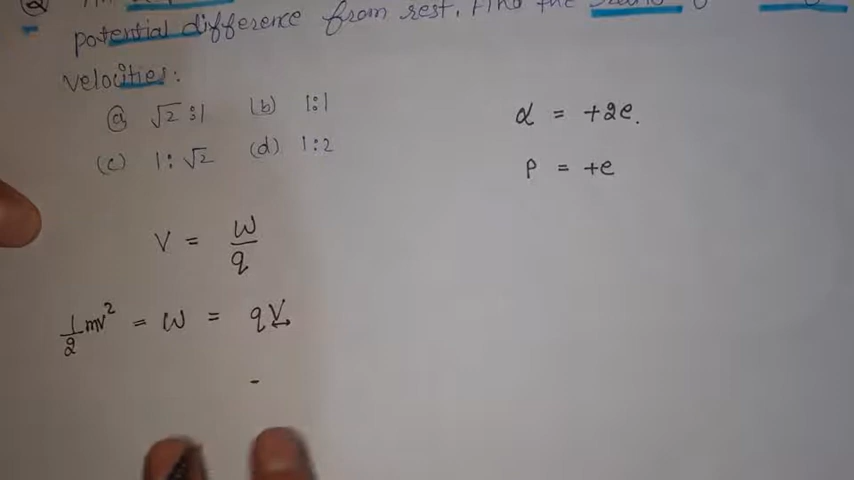 potential difference from rest. Find the
velocities:
(a) √2 : 1 (b) 1:1
(c) 1 : √2 (d) 1:2
α = +2e.
P = +e
V = W/q
1/2 mv² = W = qV
-